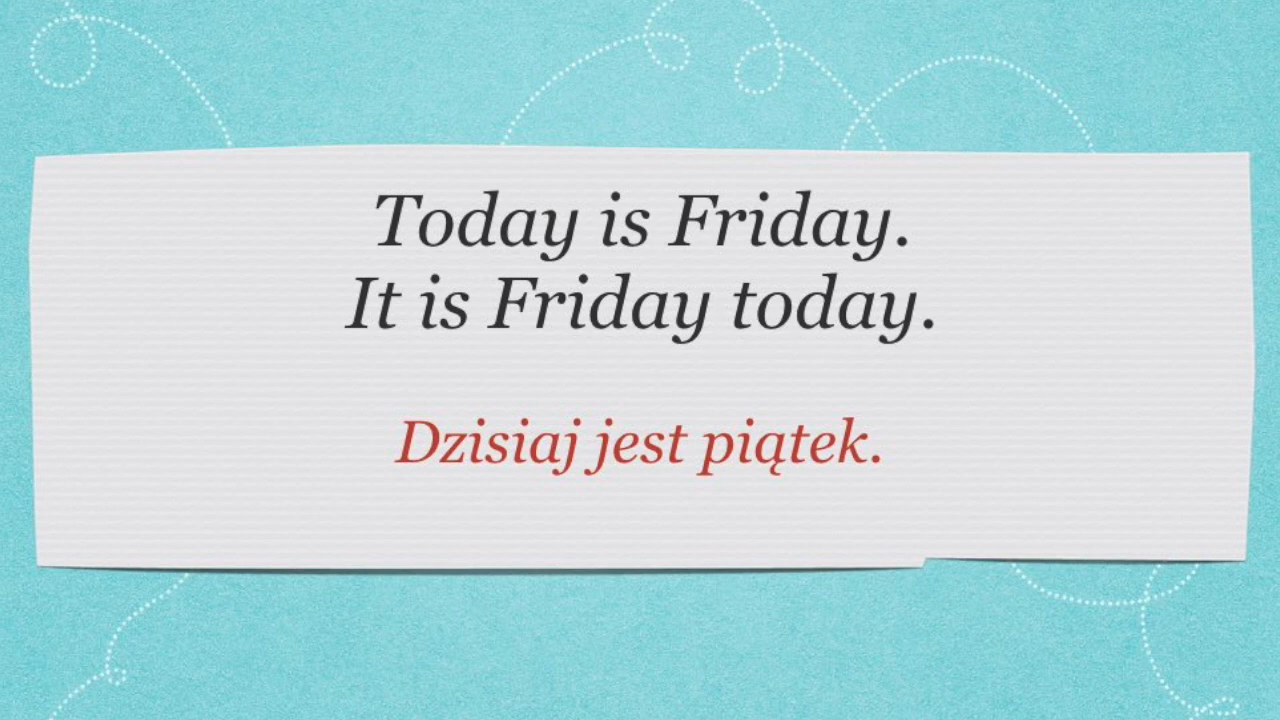 Today is Friday.
It is Friday today.
Dzisiaj jest piątek.